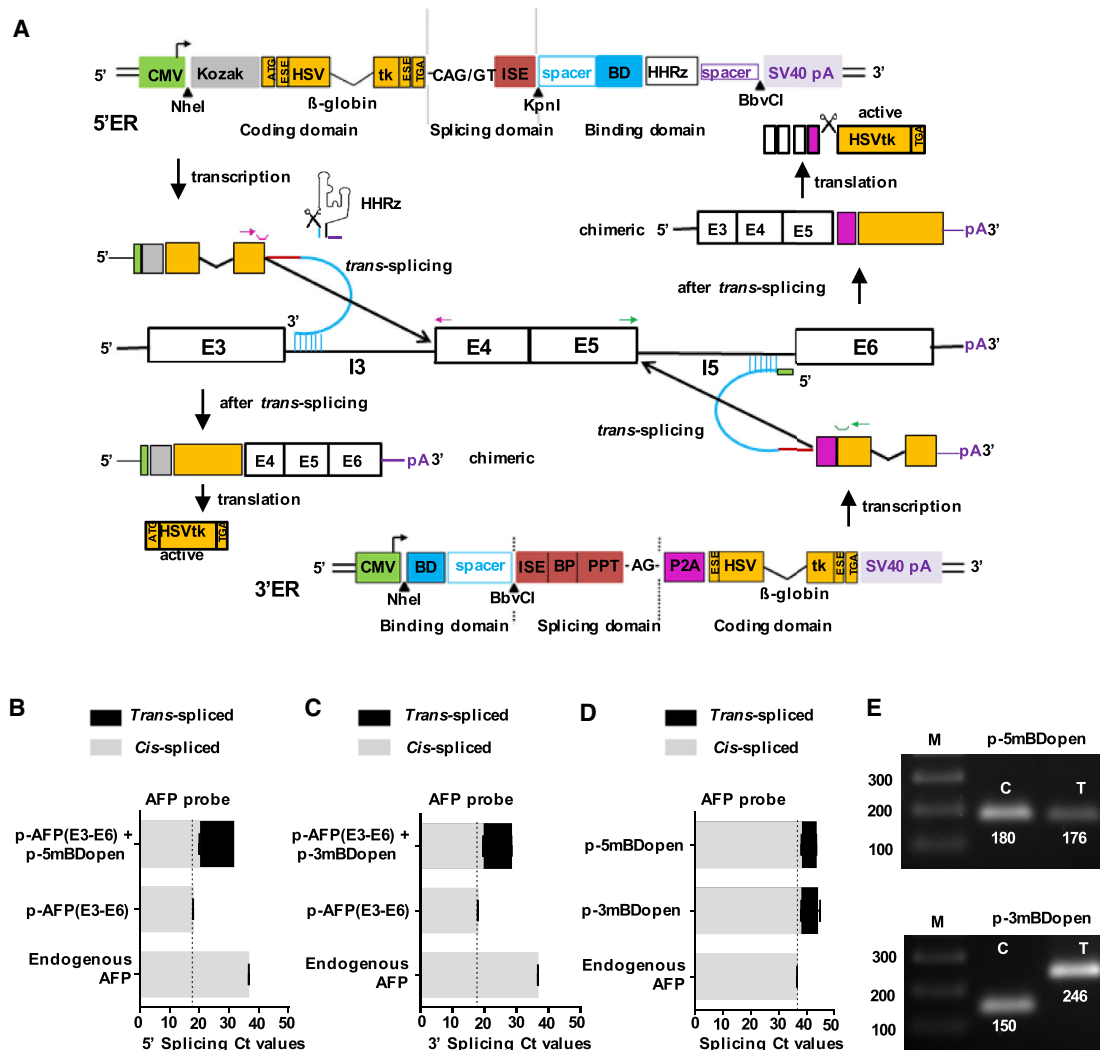 A
5' CMV Kozak ATG ESE HSV tk ESE TGA CAG/GT ISE spacer BD HHRz spacer SV40 pA 3'
NheI ß-globin KpnI BbvCI
5'ER Coding domain Splicing domain Binding domain
active
HSVtk TGA
transcription
HHRz
translation
chimeric 5' E3 E4 E5 pA 3'
5'
trans-splicing
after trans-splicing
3'
5' E3 E4 E5 E6 pA 3'
I3 I5
5'
after trans-splicing
trans-splicing
5' E4 E5 E6 pA 3' chimeric
pA 3'
translation
transcription
ATG HSVtk TGA
active
5' CMV BD spacer ISE BP PPT -AG- P2A ESE HSV tk ESE TGA SV40 pA 3'
3'ER NheI BbvCI ß-globin
Binding domain Splicing domain Coding domain
B
Trans-spliced
Cis-spliced
AFP probe
p-AFP(E3-E6) +
p-5mBDopen
p-AFP(E3-E6)
Endogenous
AFP
0 10 20 30 40 50
5' Splicing Ct values
C
Trans-spliced
Cis-spliced
AFP probe
p-AFP(E3-E6) +
p-3mBDopen
p-AFP(E3-E6)
Endogenous
AFP
0 10 20 30 40 50
3' Splicing Ct values
D
Trans-spliced
Cis-spliced
AFP probe
p-5mBDopen
p-3mBDopen
Endogenous
AFP
0 10 20 30 40 50
Splicing Ct values
E
M p-5mBDopen
300 C T
200
100 180 176
M p-3mBDopen
300 C T
200 246
100 150